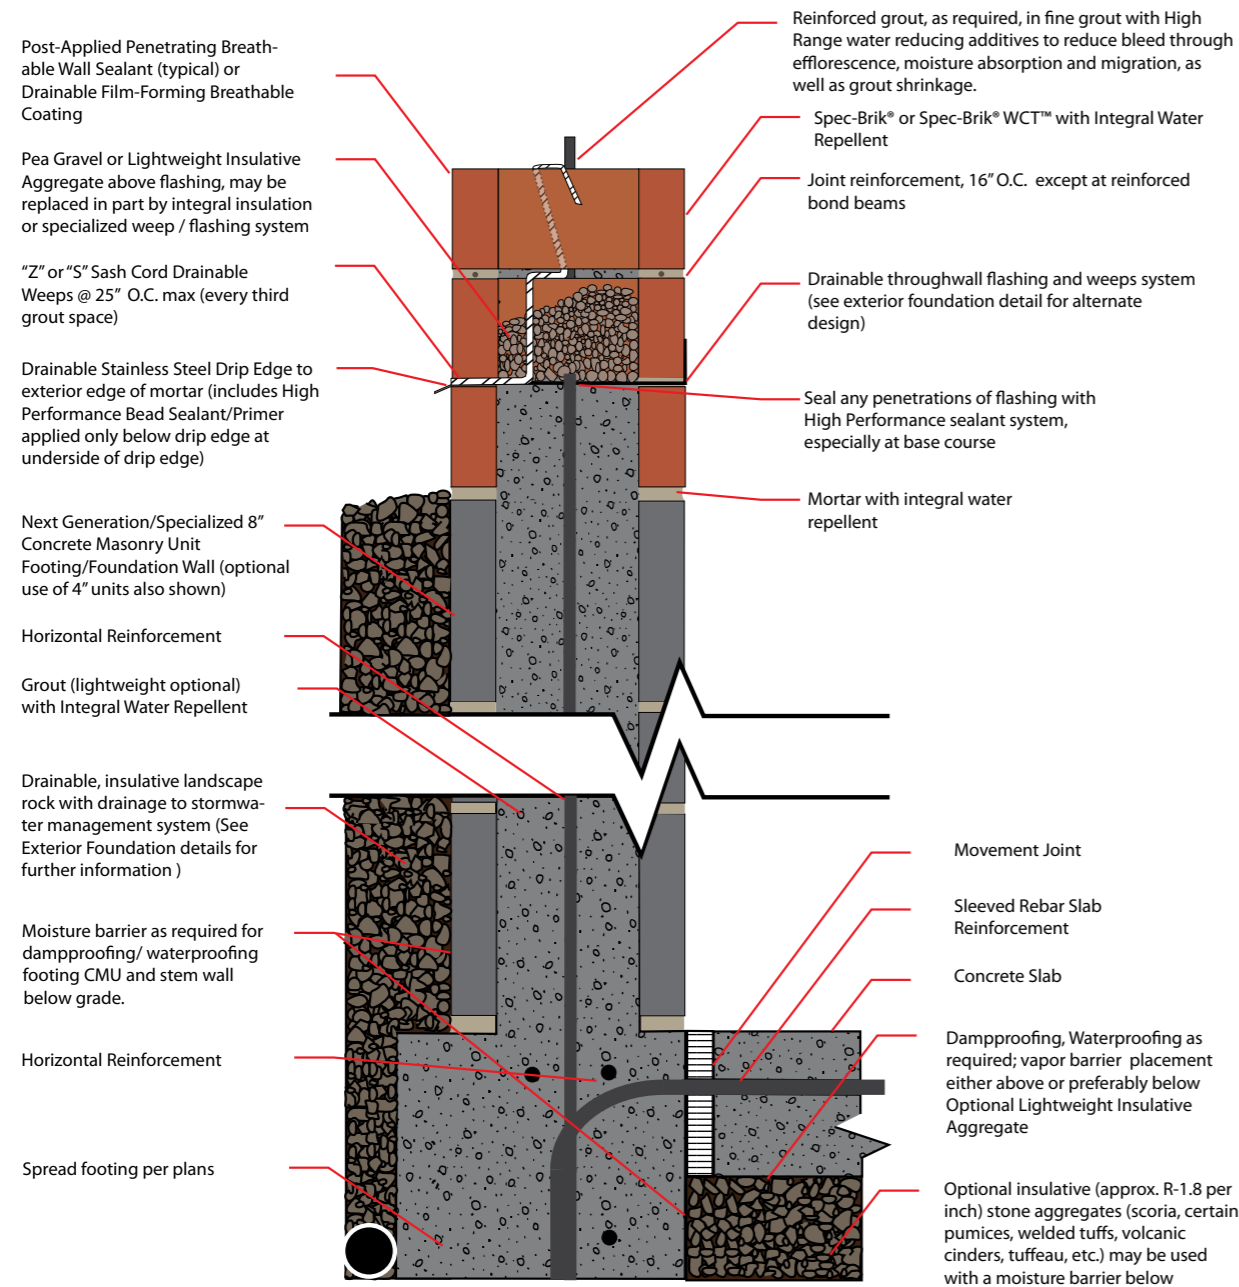 Post-Applied Penetrating Breath-
able Wall Sealant (typical) or
Drainable Film-Forming Breathable
Coating
Pea Gravel or Lightweight Insulative
Aggregate above flashing, may be
replaced in part by integral insulation
or specialized weep / flashing system
“Z” or “S” Sash Cord Drainable
Weeps @ 25” O.C. max (every third
grout space)
Drainable Stainless Steel Drip Edge to
exterior edge of mortar (includes High
Performance Bead Sealant/Primer
applied only below drip edge at
underside of drip edge)
Next Generation/Specialized 8”
Concrete Masonry Unit
Footing/Foundation Wall (optional
use of 4” units also shown)
Horizontal Reinforcement
Grout (lightweight optional)
with Integral Water Repellent
Drainable, insulative landscape
rock with drainage to stormwa-
ter management system (See
Exterior Foundation details for
further information )
Moisture barrier as required for
dampproofing/ waterproofing
footing CMU and stem wall
below grade.
Horizontal Reinforcement
Spread footing per plans
Reinforced grout, as required, in fine grout with High
Range water reducing additives to reduce bleed through
efflorescence, moisture absorption and migration, as
well as grout shrinkage.
Spec-Brik® or Spec-Brik® WCT™ with Integral Water
Repellent
Joint reinforcement, 16” O.C. except at reinforced
bond beams
Drainable throughwall flashing and weeps system
(see exterior foundation detail for alternate
design)
Seal any penetrations of flashing with
High Performance sealant system,
especially at base course
Mortar with integral water
repellent
Movement Joint
Sleeved Rebar Slab
Reinforcement
Concrete Slab
Dampproofing, Waterproofing as
required; vapor barrier placement
either above or preferably below
Optional Lightweight Insulative
Aggregate
Optional insulative (approx. R-1.8 per
inch) stone aggregates (scoria, certain
pumices, welded tuffs, volcanic
cinders, tuffeau, etc.) may be used
with a moisture barrier below